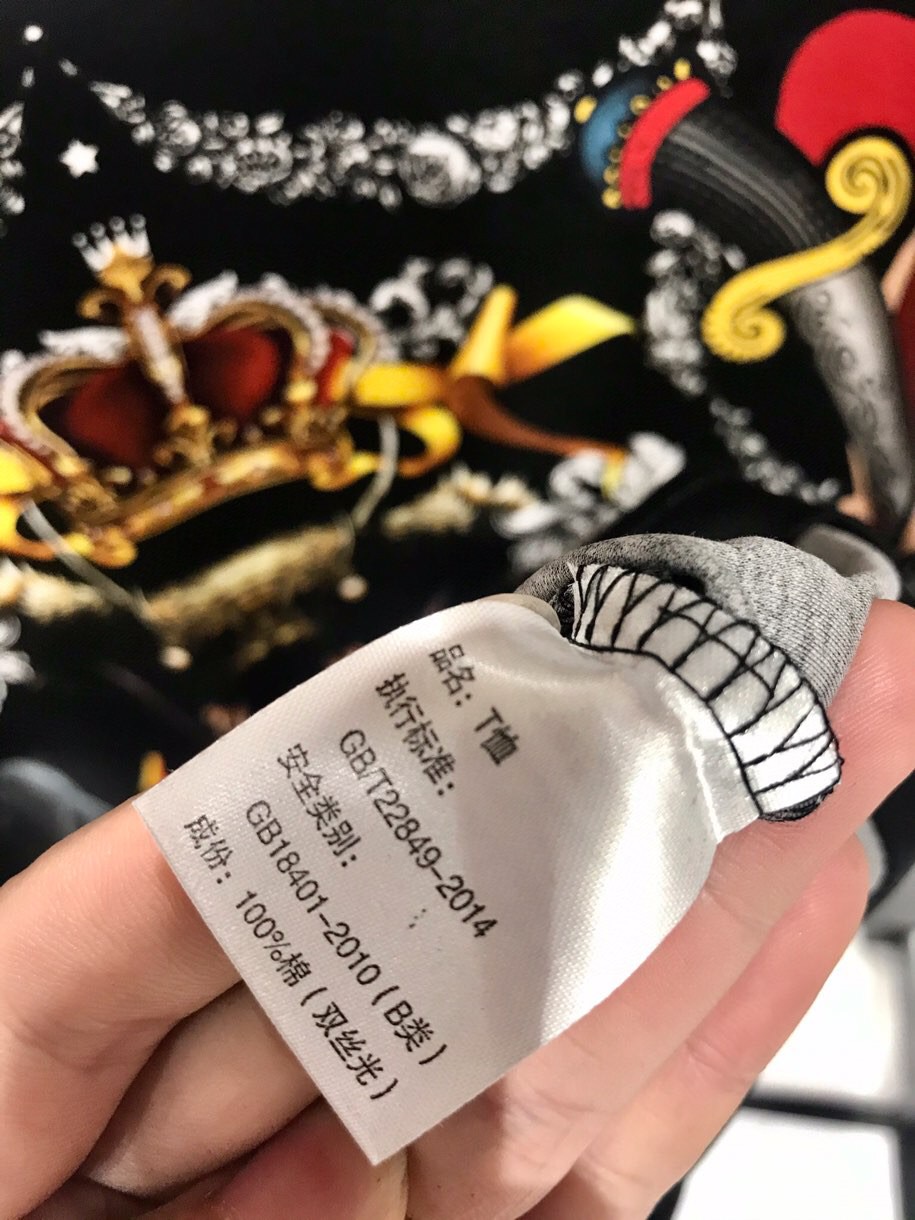 品名：T恤
执行标准：
GB/T22849-2014
安全类别：
GB18401-2010(B类)
成份：100%棉(双丝光)